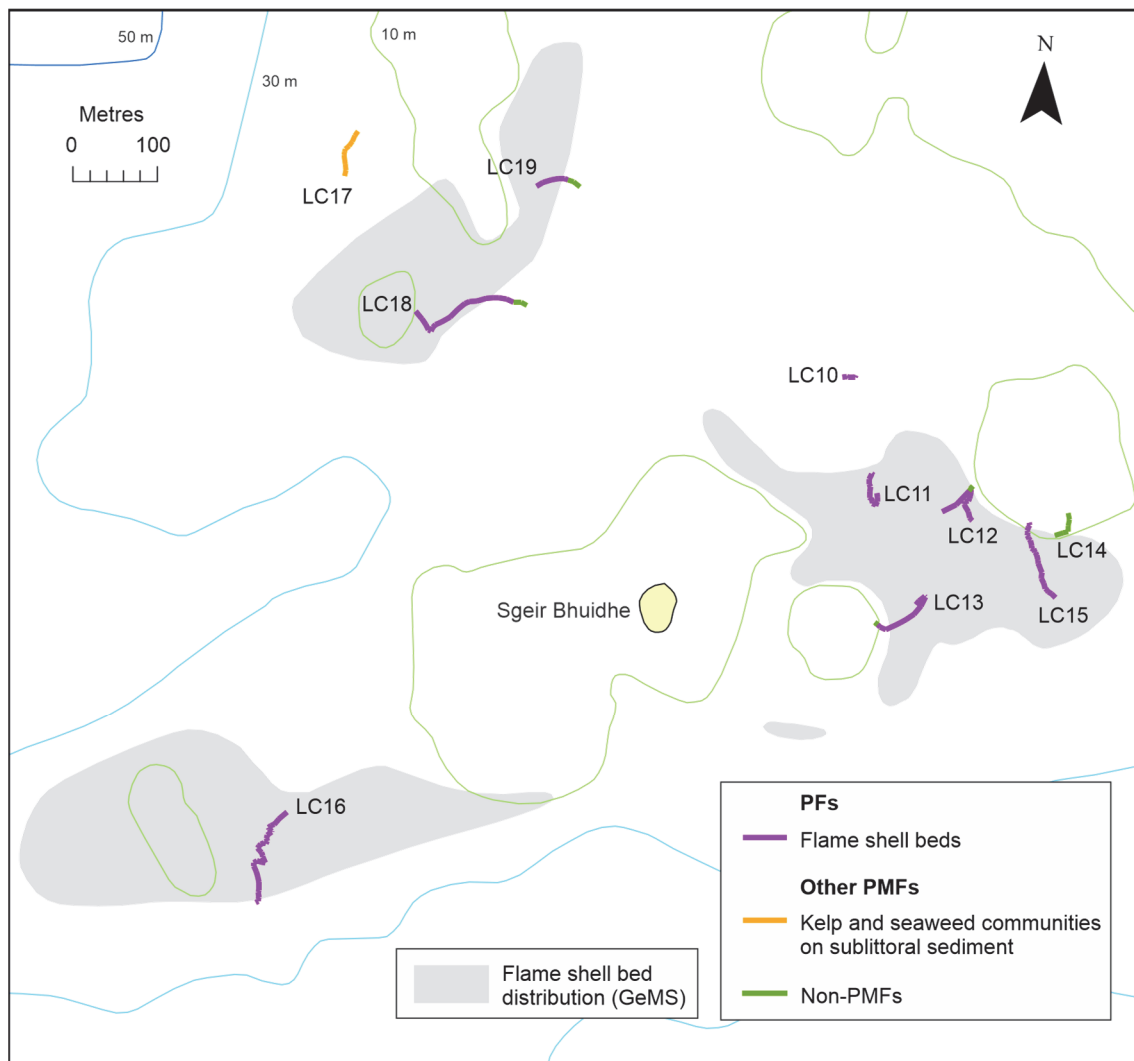 50 m
10 m
30 m
N
Metres
0 100
LC17
LC19
LC18
LC10
LC11
LC12
LC14
LC13
LC15
Sgeir Bhuidhe
LC16
PFs
Flame shell beds
Other PMFs
Kelp and seaweed communities
on sublittoral sediment
Non-PMFs
Flame shell bed
distribution (GeMS)